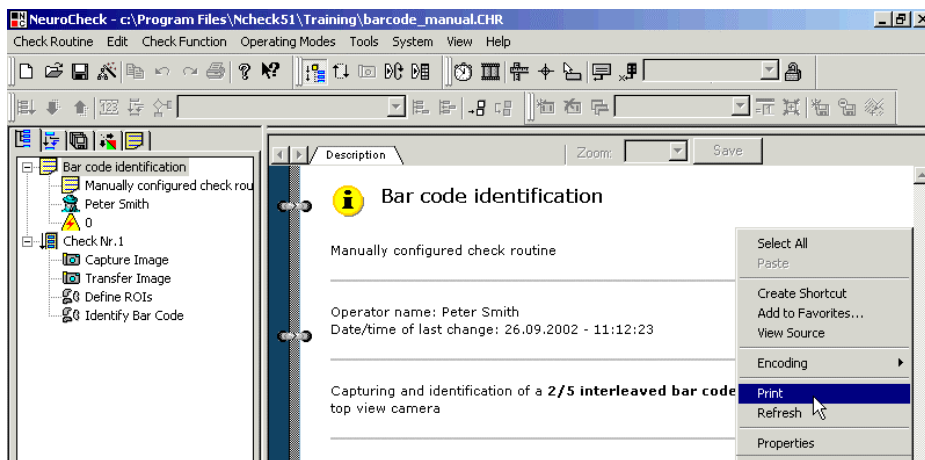 NeuroCheck - c:\Program Files\Ncheck51\Training\barcode_manual.CHR
Check Routine Edit Check Function Operating Modes Tools System View Help
Description Zoom: Save
Bar code identification
Manually configured check rou
Peter Smith
0
Check Nr.1
Capture Image
Transfer Image
Define ROIs
Identify Bar Code
Bar code identification
Manually configured check routine
Operator name: Peter Smith
Date/time of last change: 26.09.2002 - 11:12:23
Capturing and identification of a 2/5 interleaved bar code
top view camera
Select All
Paste
Create Shortcut
Add to Favorites...
View Source
Encoding
Print
Refresh
Properties